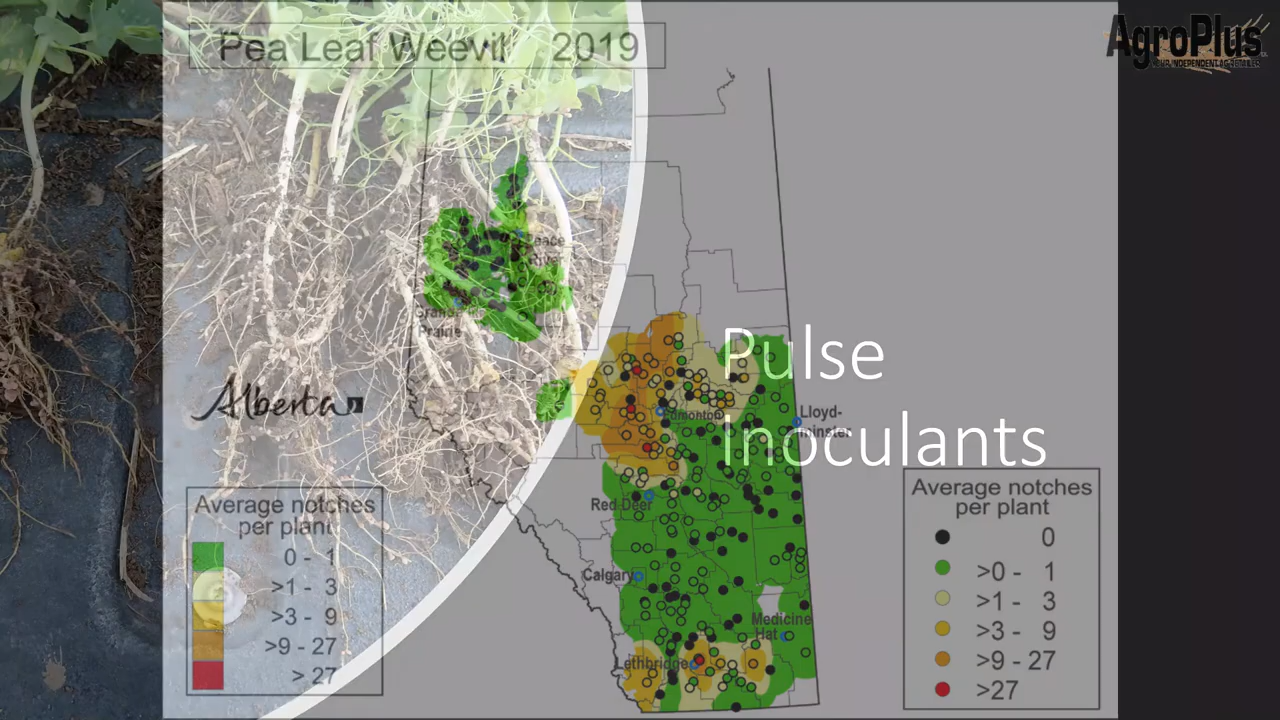 Pea Leaf Weevil 2019
AgroPlus
Peace
River
Grande
Prairie
Pulse
inoculants
Alberta
Edmonton
Lloyd-
minster
Red Deer
Calgary
Medicine
Hat
Lethbridge
Average notches
per plant
0 - 1
>1 - 3
>3 - 9
>9 - 27
> 27
Average notches
per plant
0
>0 - 1
>1 - 3
>3 - 9
>9 - 27
>27